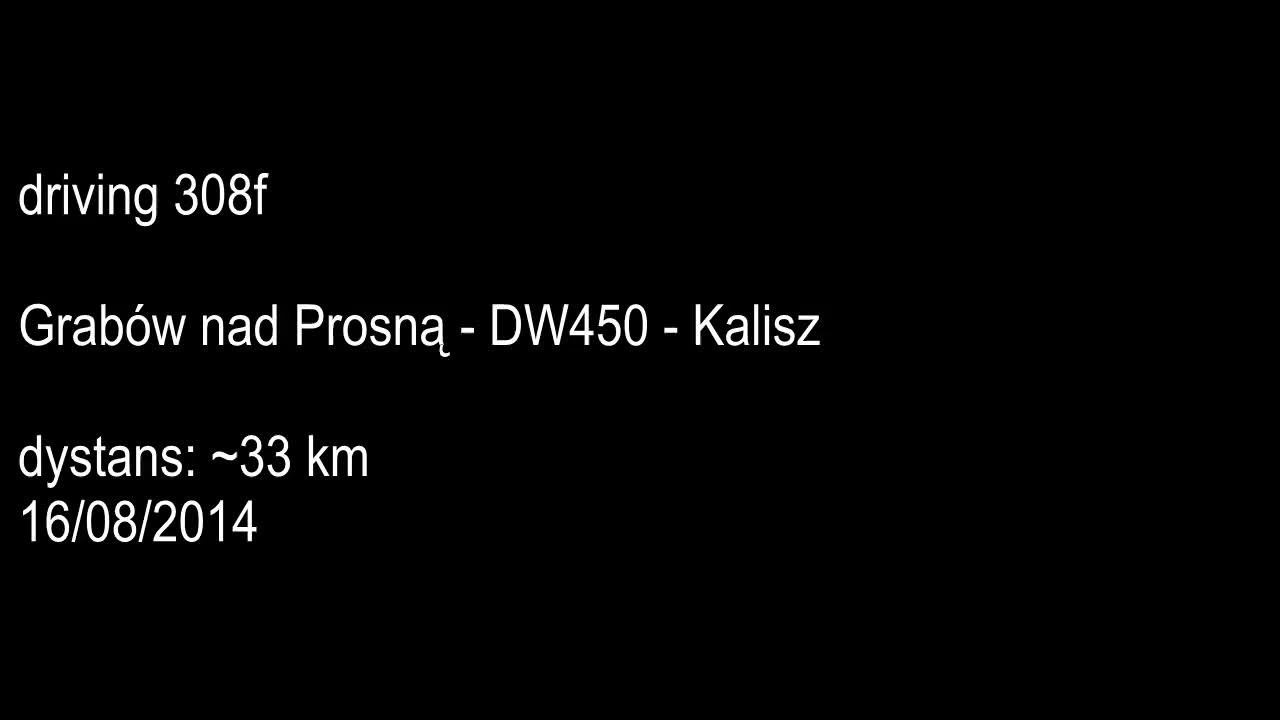 driving 308f
Grabów nad Prosną - DW450 - Kalisz
dystans: ~33 km
16/08/2014